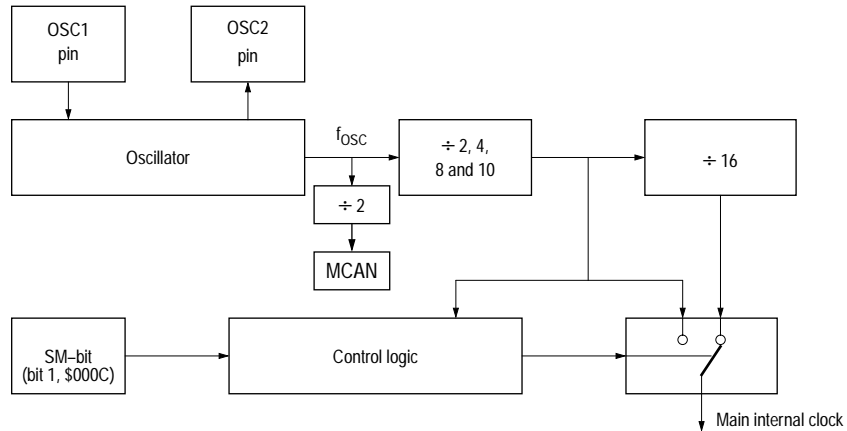 OSC1
pin
OSC2
pin
Oscillator
fOSC
÷ 2, 4,
8 and 10
÷ 16
÷ 2
MCAN
SM–bit
(bit 1, $000C)
Control logic
Main internal clock